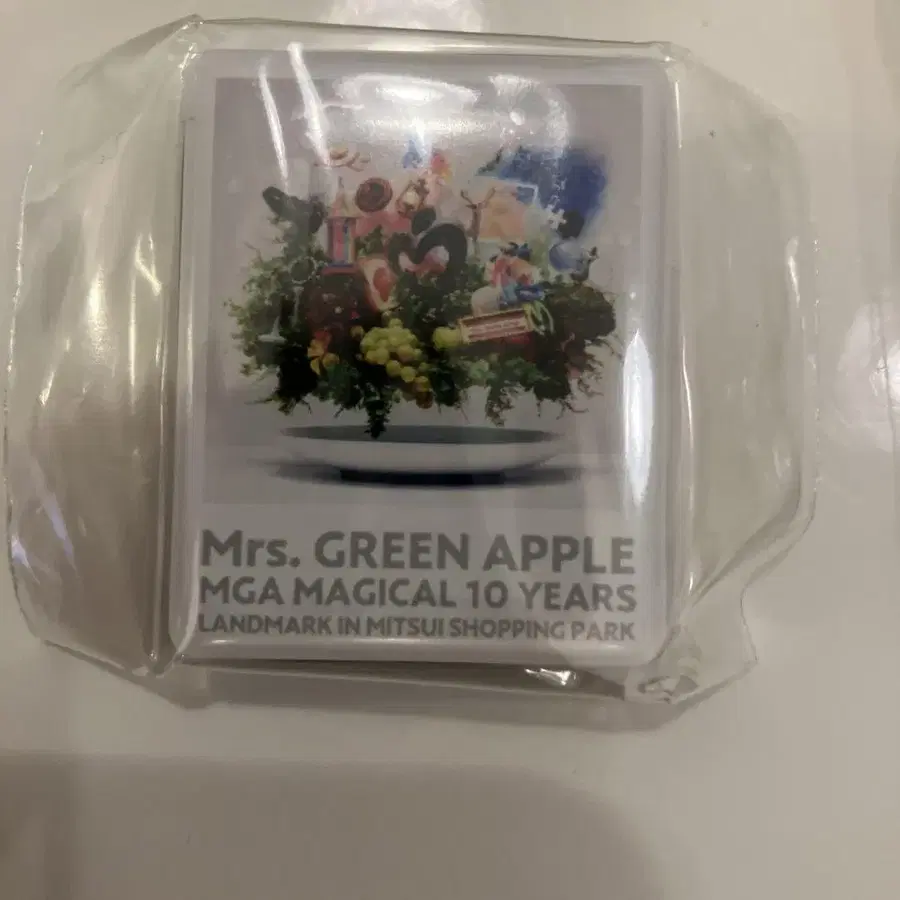 Mrs. GREEN APPLE
MGA MAGICAL 10 YEARS
LANDMARK IN MITSUI SHOPPING PARK